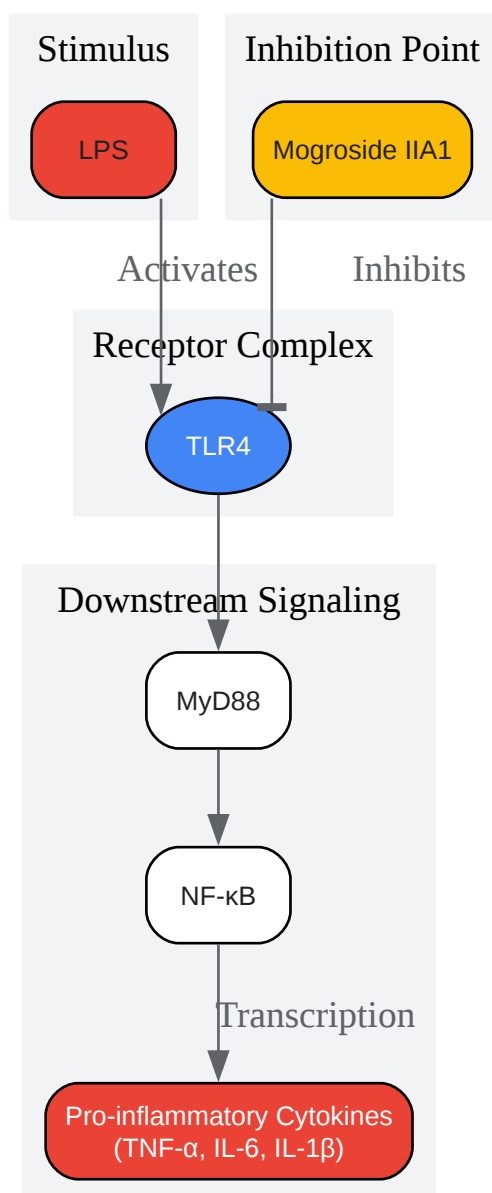 Stimulus
Inhibition Point
LPS
Mogroside IIA1
Activates
Inhibits
Receptor Complex
TLR4
Downstream Signaling
MyD88
NF-κB
Transcription
Pro-inflammatory Cytokines
(TNF-α, IL-6, IL-1β)